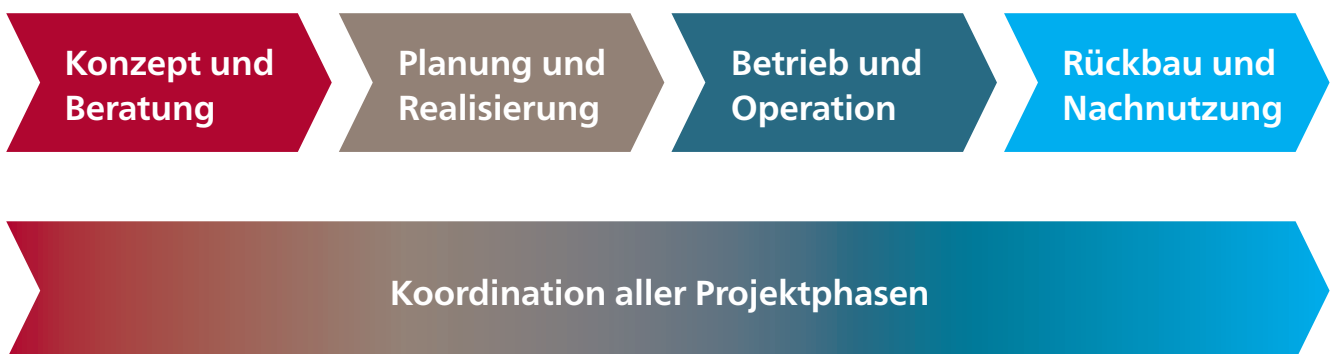 Konzept und
Beratung
Planung und
Realisierung
Betrieb und
Operation
Rückbau und
Nachnutzung
Koordination aller Projektphasen